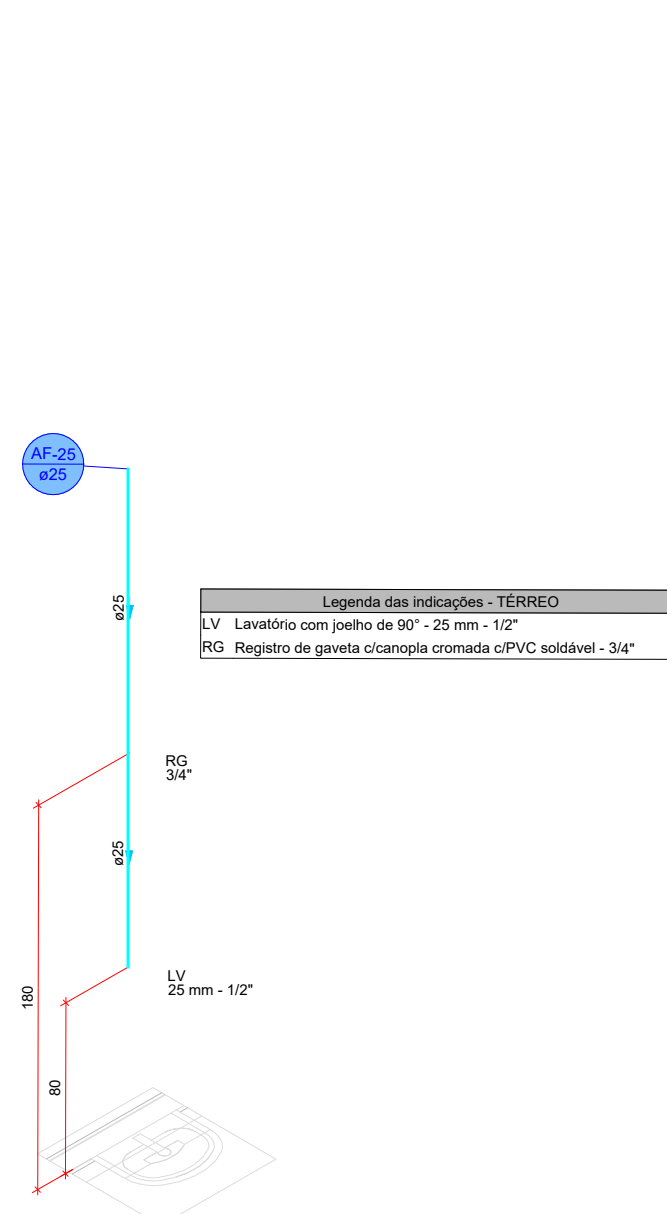 AF-25
ø25
ø25
Legenda das indicações - TÉRREO
LV Lavatório com joelho de 90° - 25 mm - 1/2"
RG Registro de gaveta c/canopla cromada c/PVC soldável - 3/4"
RG
3/4"
ø25
LV
25 mm - 1/2"
180
80